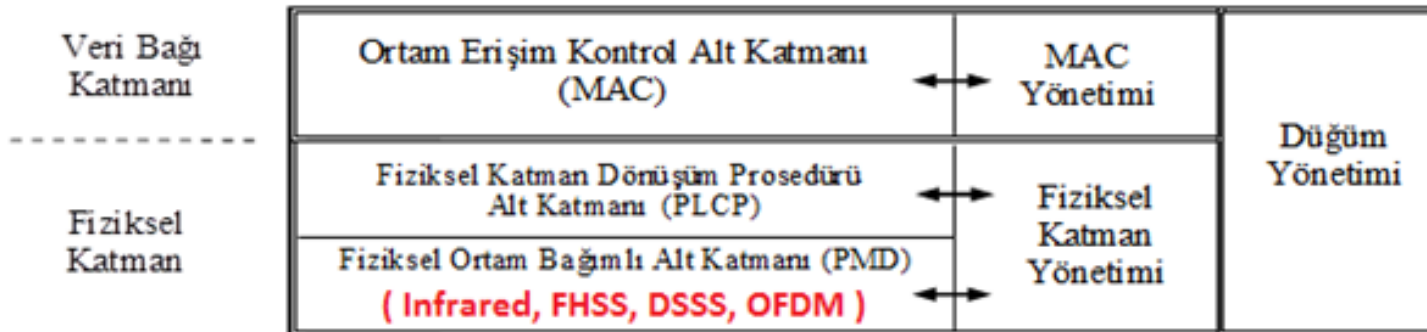 Veri Bağı
Katmanı
Ortam Erişim Kontrol Alt Katmanı
(MAC)
MAC
Yönetimi
Düğüm
Yönetimi
Fiziksel
Katman
Fiziksel Katman Dönüşüm Prosedürü
Alt Katmanı (PLCP)
Fiziksel Ortam Bağımlı Alt Katmanı (PMD)
( Infrared, FHSS, DSSS, OFDM )
Fiziksel
Katman
Yönetimi